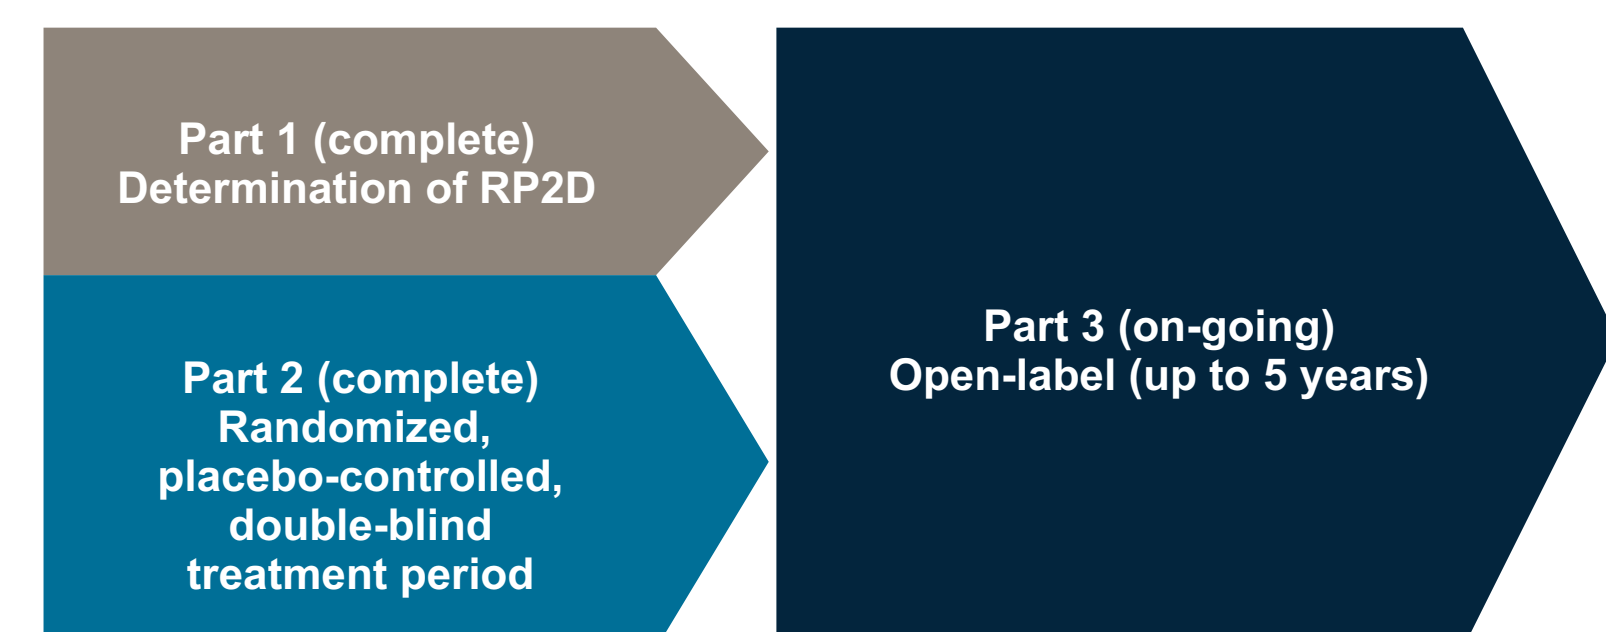 Part 1 (complete)
Determination of RP2D
Part 2 (complete)
Randomized,
placebo-controlled,
double-blind
treatment period
Part 3 (on-going)
Open-label (up to 5 years)